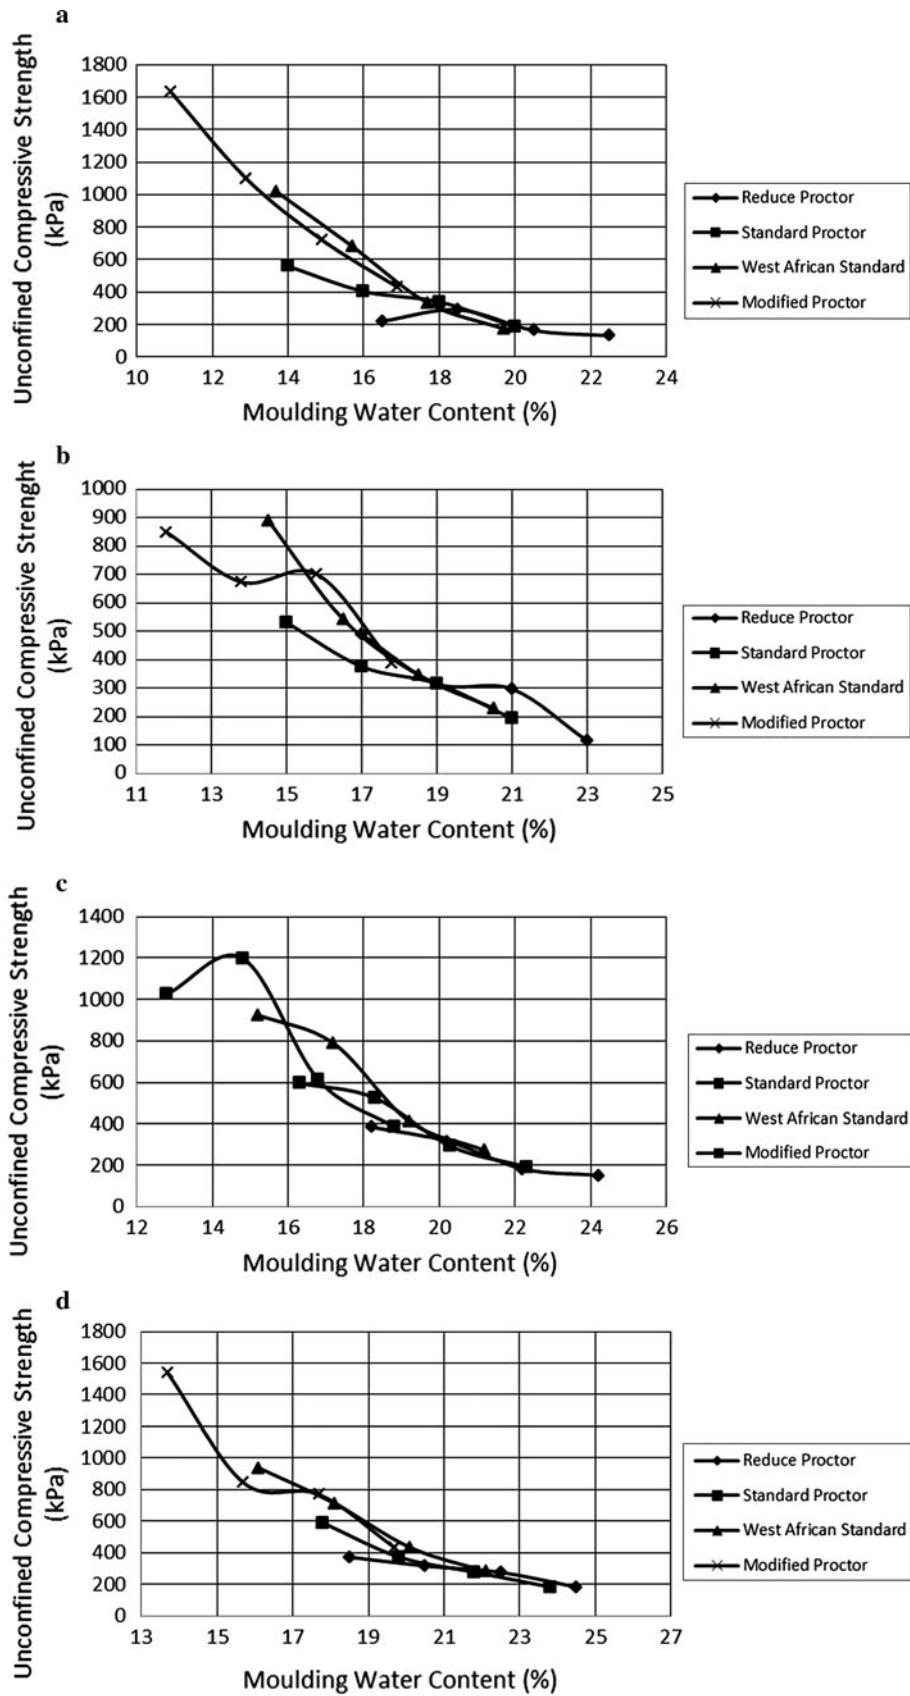 a
Unconfined Compressive Strength
(kPa)
1800
1600
1400
1200
1000
800
600
400
200
0
10 12 14 16 18 20 22 24
Moulding Water Content (%)
Reduce Proctor
Standard Proctor
West African Standard
Modified Proctor
b
Unconfined Compressive Strenght
(kPa)
1000
900
800
700
600
500
400
300
200
100
0
11 13 15 17 19 21 23 25
Moulding Water Content (%)
Reduce Proctor
Standard Proctor
West African Standard
Modified Proctor
c
Unconfined Compressive Strength
(kPa)
1400
1200
1000
800
600
400
200
0
12 14 16 18 20 22 24 26
Moulding Water Content (%)
Reduce Proctor
Standard Proctor
West African Standard
Modified Proctor
d
Unconfined Compressive Strength
(kPa)
1800
1600
1400
1200
1000
800
600
400
200
0
13 15 17 19 21 23 25 27
Moulding Water Content (%)
Reduce Proctor
Standard Proctor
West African Standard
Modified Proctor